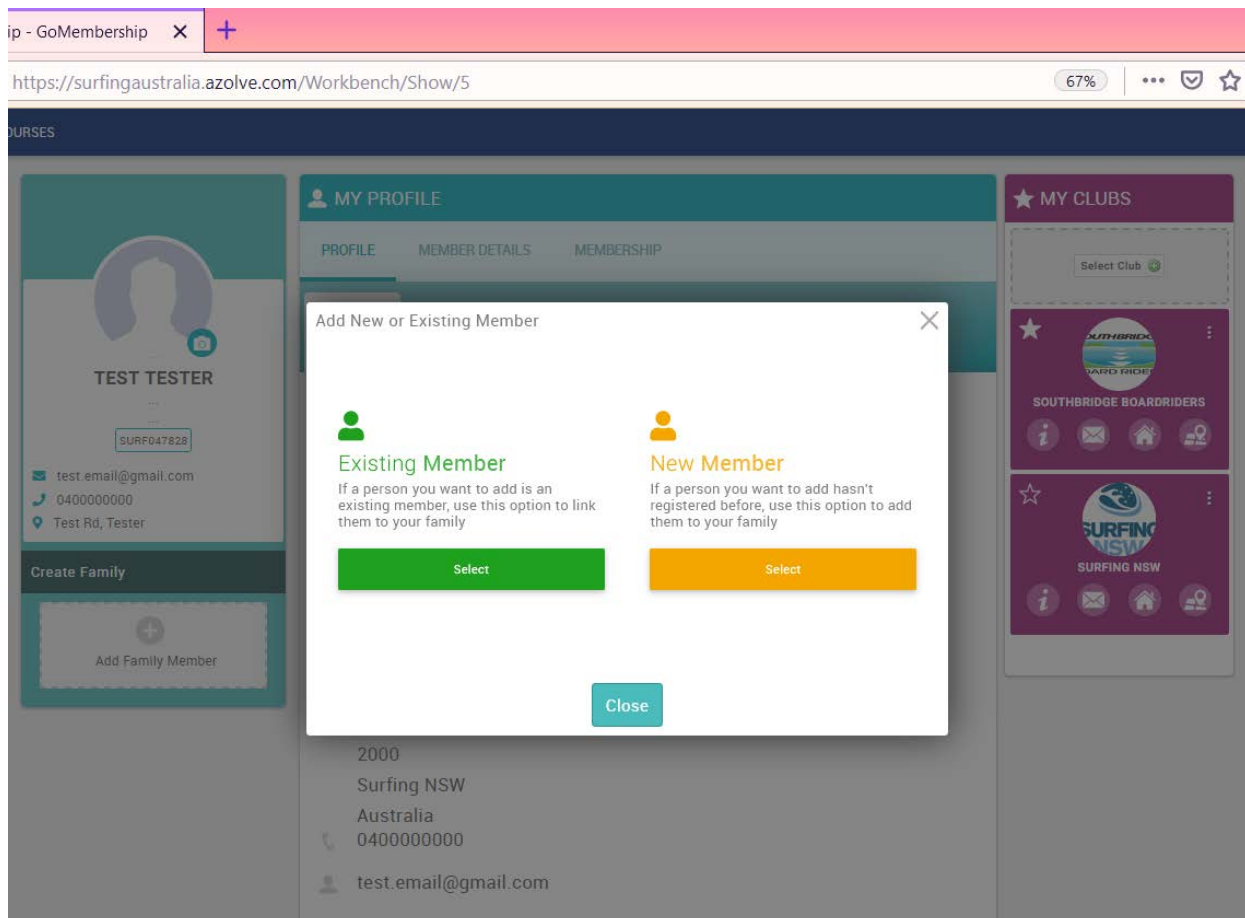 ip - GoMembership
https://surfingaustralia.azolve.com/Workbench/Show/5
67%
OURSES
TEST TESTER
...
...
SURF047828
test.email@gmail.com
0400000000
Test Rd, Tester
Create Family
Add Family Member
MY PROFILE
PROFILE MEMBER DETAILS MEMBERSHIP
Add New or Existing Member
Existing Member
If a person you want to add is an
existing member, use this option to link
them to your family
Select
New Member
If a person you want to add hasn't
registered before, use this option to add
them to your family
Select
Close
2000
Surfing NSW
Australia
0400000000
test.email@gmail.com
MY CLUBS
Select Club
OUTHBRIDG
OARD RIDE
SOUTHBRIDGE BOARDRIDERS
SURFING
NSW
SURFING NSW